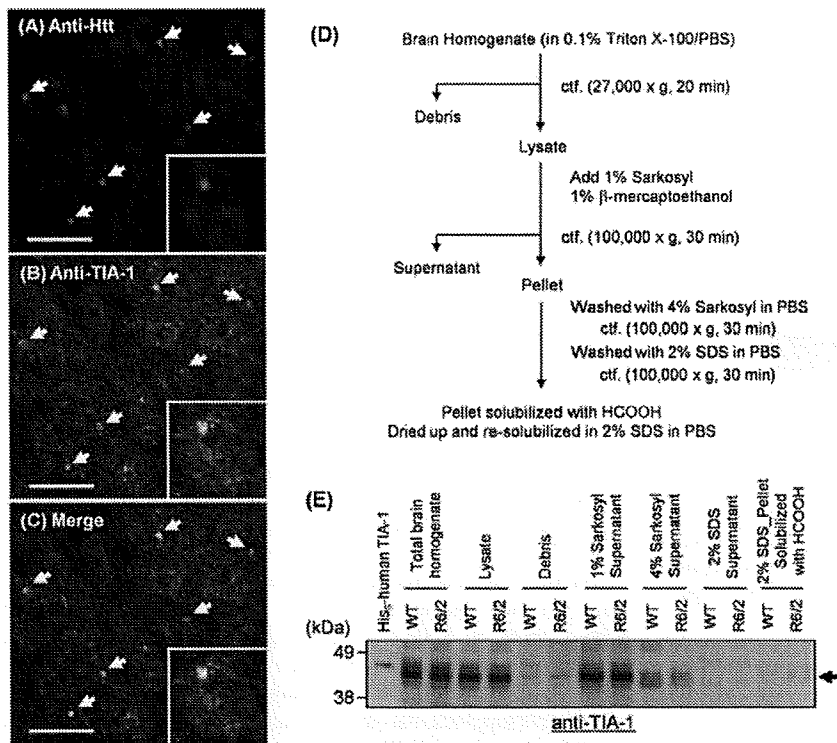 (A) Anti-Htt
(B) Anti-TIA-1
(C) Merge
(D)
Brain Homogenate (in 0.1% Triton X-100/PBS)
ctf. (27,000 x g, 20 min)
Debris
Lysate
Add 1% Sarkosyl
1% β-mercaptoethanol
ctf. (100,000 x g, 30 min)
Supernatant
Pellet
Washed with 4% Sarkosyl in PBS
ctf. (100,000 x g, 30 min)
Washed with 2% SDS in PBS
ctf. (100,000 x g, 30 min)
Pellet solubilized with HCOOH
Dried up and re-solubilized in 2% SDS in PBS
(E)
His₆-human TIA-1
Total brain
homogenate
Lysate
Debris
1% Sarkosyl
Supernatant
4% Sarkosyl
Supernatant
2% SDS
Supernatant
2% SDS_Pellet
Solubilized
with HCOOH
WT R6/2 WT R6/2 WT R6/2 WT R6/2 WT R6/2 WT R6/2 WT R6/2
(kDa)
49
38
anti-TIA-1